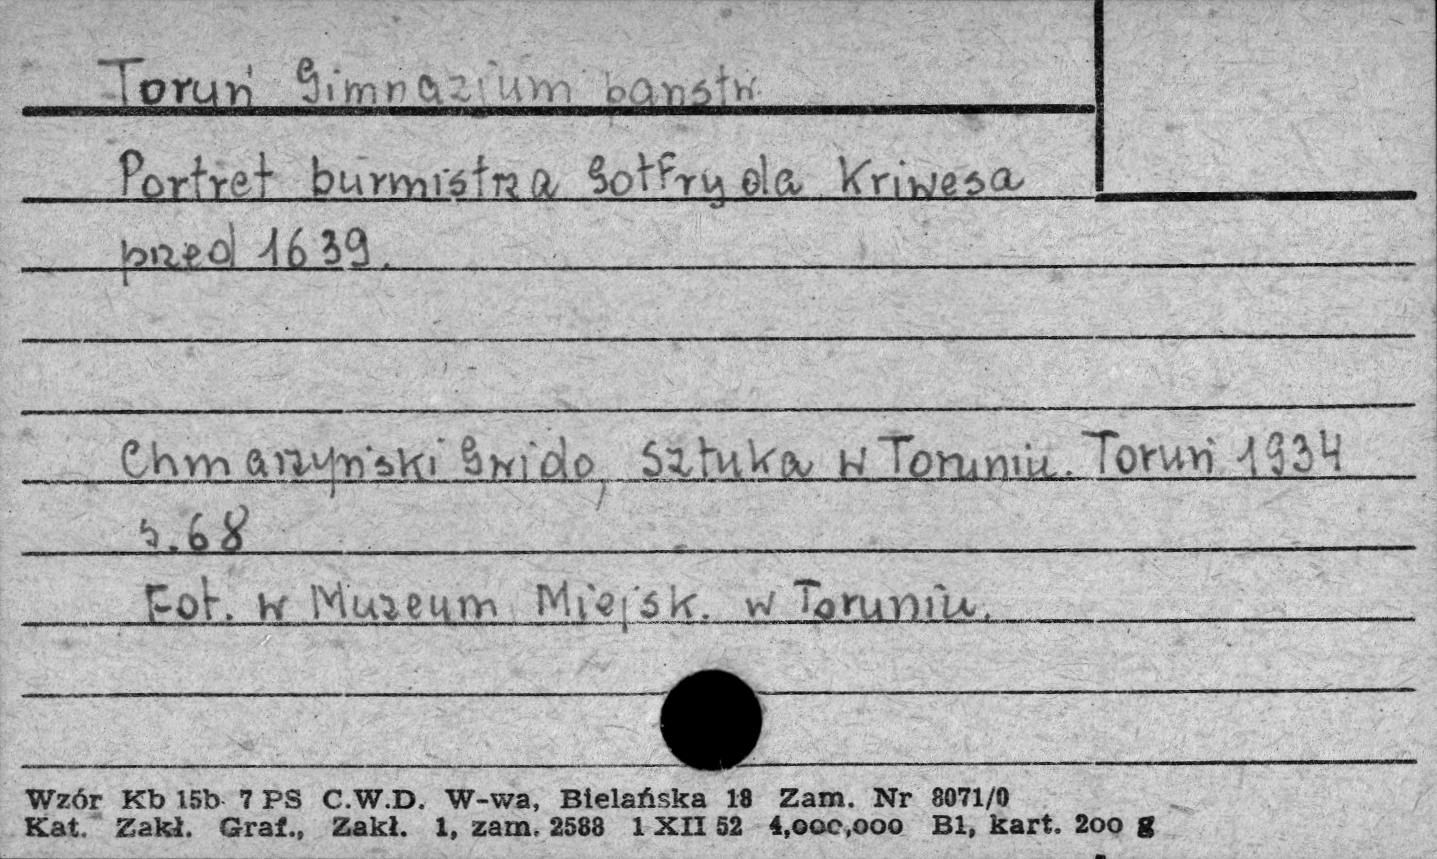 Toruń Gimnazjum państw.
Portret burmistrza Gotfryda Kriwesa
przed 1639.
Chmarzyński Gwido, Sztuka w Toruniu. Toruń 1934
s. 68
Fot. w Muzeum Miejsk. w Toruniu.
Wzór Kb 15b 7 PS C.W.D. W-wa, Bielańska 18 Zam. Nr 8071/0
Kat. Zakł. Graf., Zakł. 1, zam. 2588 1 XII 52 4,000,000 B1, kart. 200 g